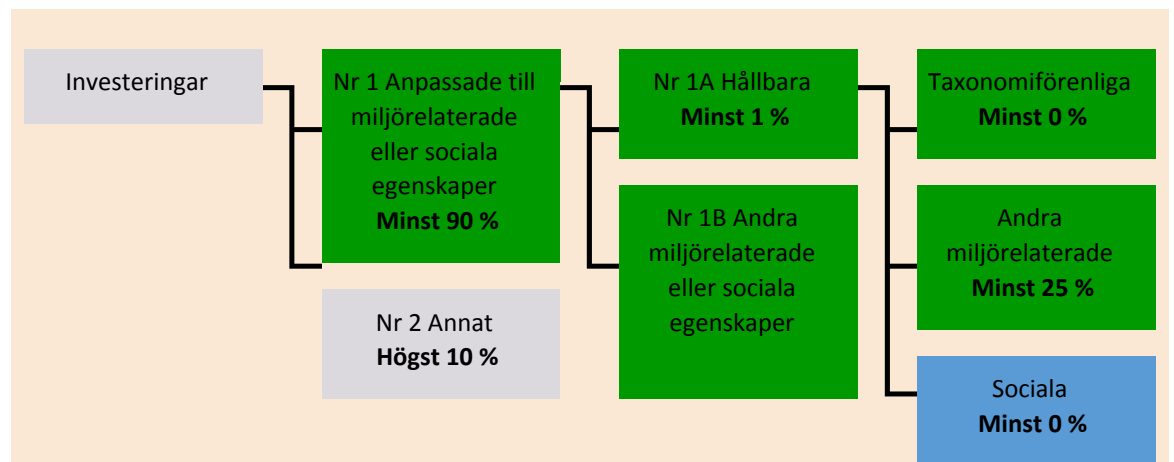 Investeringar
Nr 1 Anpassade till
miljörelaterade
eller sociala
egenskaper
Minst 90 %
Nr 2 Annat
Högst 10 %
Nr 1A Hållbara
Minst 1 %
Nr 1B Andra
miljörelaterade
eller sociala
egenskaper
Taxonomiförenliga
Minst 0 %
Andra
miljörelaterade
Minst 25 %
Sociala
Minst 0 %